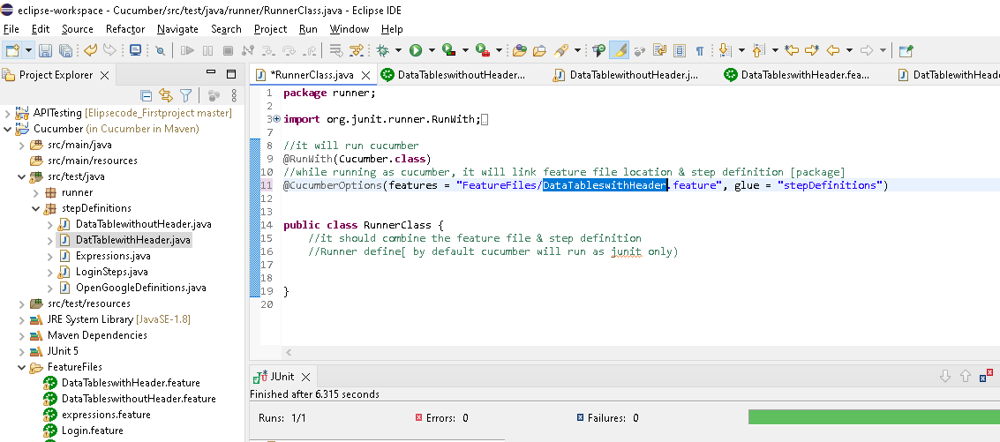 eclipse-workspace - Cucumber/src/test/java/runner/RunnerClass.java - Eclipse IDE
File Edit Source Refactor Navigate Search Project Run Window Help
Project Explorer
*RunnerClass.java DataTableswithoutHeader... DataTablewithoutHeader.j... DataTableswithHeader.fea... DatTablewithHeade
APITesting [Elipsecode_Firstproject master]
Cucumber (in Cucumber in Maven)
src/main/java
src/main/resources
src/test/java
runner
stepDefinitions
DataTablewithoutHeader.java
DatTablewithHeader.java
Expressions.java
LoginSteps.java
OpenGoogleDefinitions.java
src/test/resources
JRE System Library [JavaSE-1.8]
Maven Dependencies
JUnit 5
FeatureFiles
DataTableswithHeader.feature
DataTableswithoutHeader.feature
expressions.feature
Login.feature
1 package runner;
2
3 import org.junit.runner.RunWith;
7
8 //it will run cucumber
9 @RunWith(Cucumber.class)
10 //while running as cucumber, it will link feature file location & step definition [package]
11 @CucumberOptions(features = "FeatureFiles/DataTableswithHeader.feature", glue = "stepDefinitions")
12
13
14 public class RunnerClass {
15 //it should combine the feature file & step definition
16 //Runner define[ by default cucumber will run as junit only)
17
18
19 }
20
JUnit
Finished after 6.315 seconds
Runs: 1/1 Errors: 0 Failures: 0